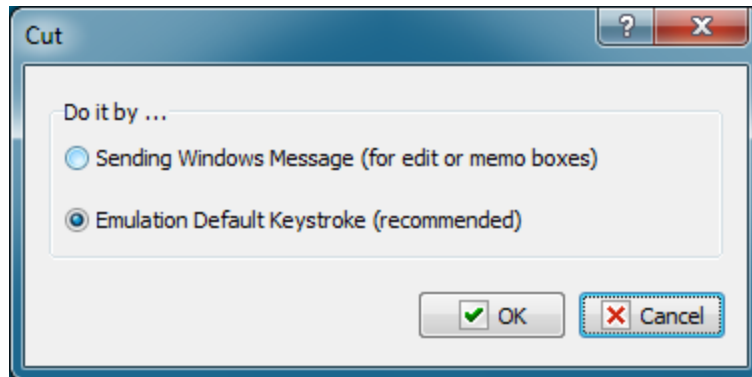 Cut
Do it by ...
Sending Windows Message (for edit or memo boxes)
Emulation Default Keystroke (recommended)
OK
Cancel